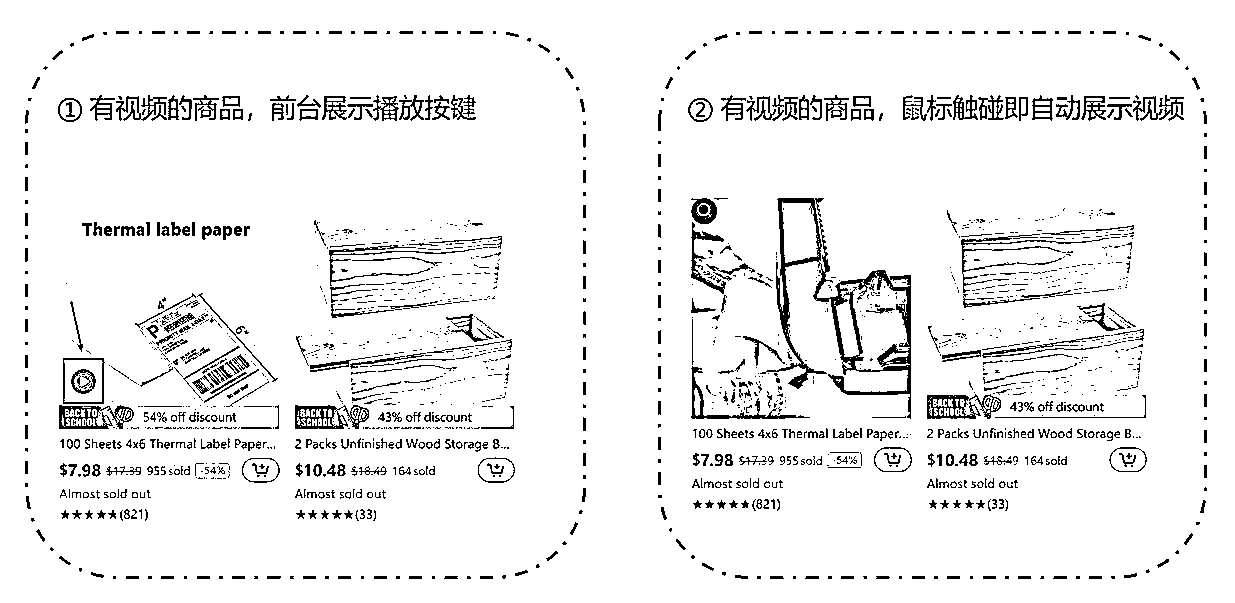 ① 有视频的商品，前台展示播放按键
Thermal label paper
4"
6"
P
BACK TO SCHOOL
54% off discount
100 Sheets 4x6 Thermal Label Paper...
$7.98 $17.39 955 sold -54%
Almost sold out
★★★★★(821)
BACK TO SCHOOL
43% off discount
2 Packs Unfinished Wood Storage B...
$10.48 $18.49 164 sold
Almost sold out
★★★★★(33)
② 有视频的商品，鼠标触碰即自动展示视频
100 Sheets 4x6 Thermal Label Paper...
$7.98 $17.39 955 sold -54%
Almost sold out
★★★★★(821)
BACK TO SCHOOL
43% off discount
2 Packs Unfinished Wood Storage B...
$10.48 $18.49 164 sold
Almost sold out
★★★★★(33)